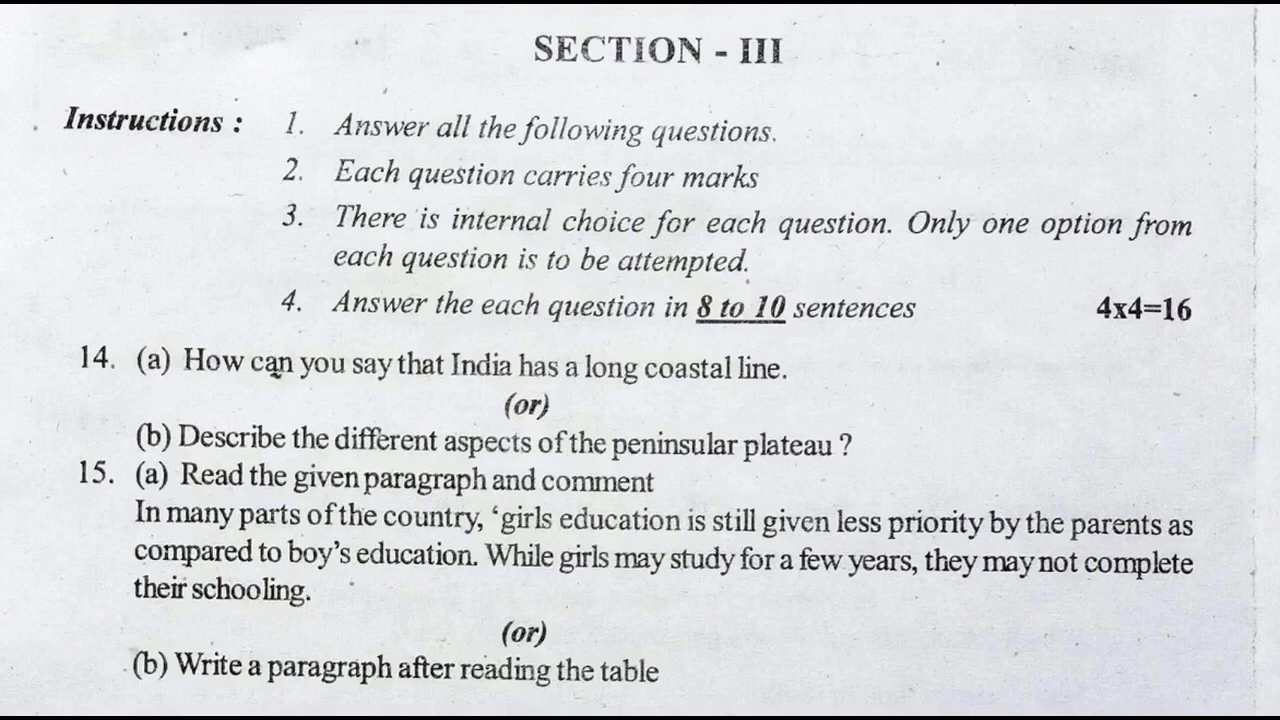 SECTION - III
Instructions : 1. Answer all the following questions.
2. Each question carries four marks
3. There is internal choice for each question. Only one option from
each question is to be attempted.
4. Answer the each question in 8 to 10 sentences 4x4=16
14. (a) How can you say that India has a long coastal line.
(or)
(b) Describe the different aspects of the peninsular plateau ?
15. (a) Read the given paragraph and comment
In many parts of the country, ‘girls education is still given less priority by the parents as
compared to boy’s education. While girls may study for a few years, they may not complete
their schooling.
(or)
(b) Write a paragraph after reading the table